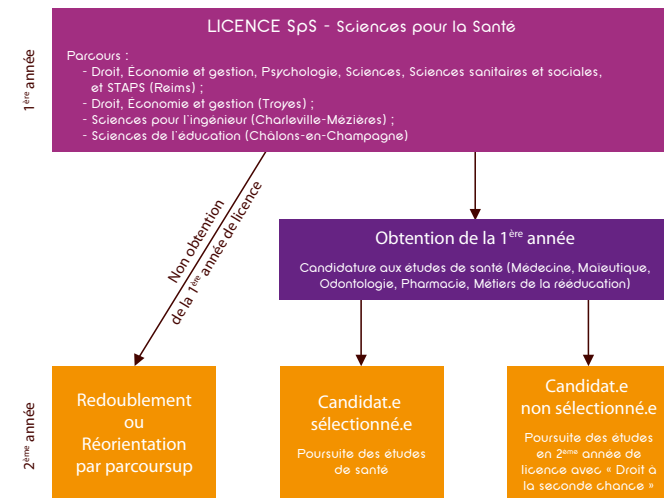 LICENCE SpS - Sciences pour la Santé
1ère année
Parcours :
- Droit, Économie et gestion, Psychologie, Sciences, Sciences sanitaires et sociales,
et STAPS (Reims) ;
- Droit, Économie et gestion (Troyes) ;
- Sciences pour l'ingénieur (Charleville-Mézières) ;
- Sciences de l'éducation (Châlons-en-Champagne)
Non obtention
de la 1ère année de licence
Obtention de la 1ère année
Candidature aux études de santé (Médecine, Maïeutique,
Odontologie, Pharmacie, Métiers de la rééducation)
2ème année
Redoublement
ou
Réorientation
par parcoursup
Candidat.e
sélectionné.e
Poursuite des études
de santé
Candidat.e
non sélectionné.e
Poursuite des études
en 2ème année de
licence avec « Droit à
la seconde chance »